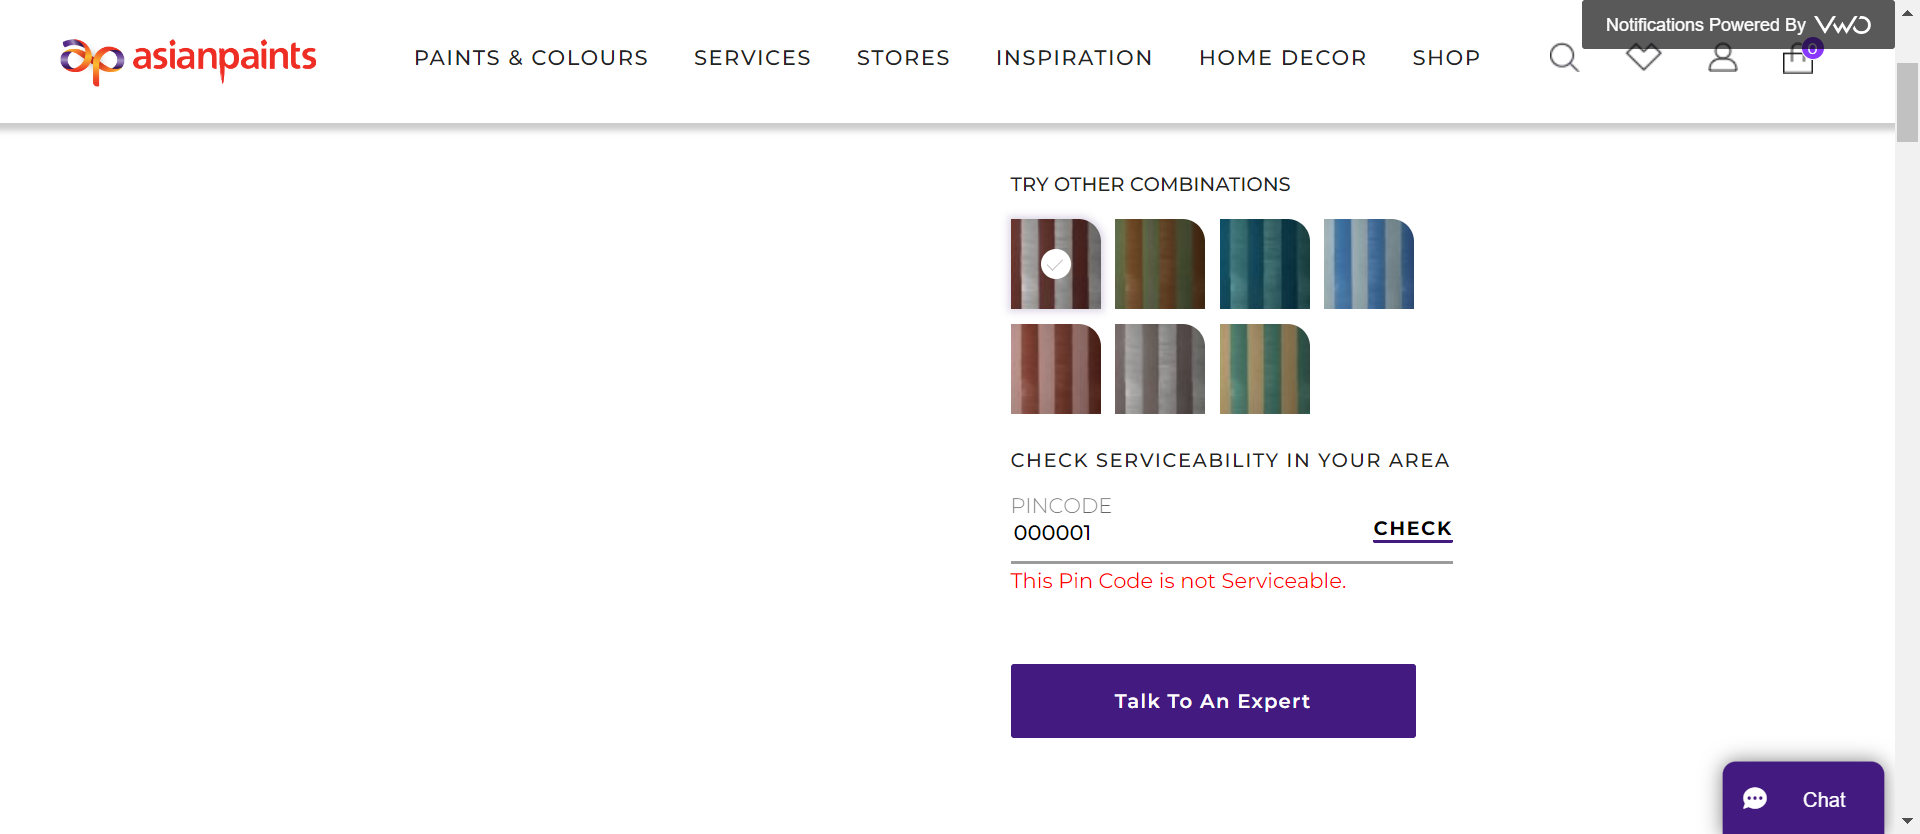 Notifications Powered By VWO
asianpaints
PAINTS & COLOURS SERVICES STORES INSPIRATION HOME DECOR SHOP
0
TRY OTHER COMBINATIONS
CHECK SERVICEABILITY IN YOUR AREA
PINCODE
000001
CHECK
This Pin Code is not Serviceable.
Talk To An Expert
Chat